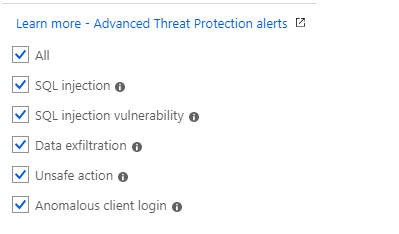 Learn more - Advanced Threat Protection alerts
All
SQL injection
SQL injection vulnerability
Data exfiltration
Unsafe action
Anomalous client login